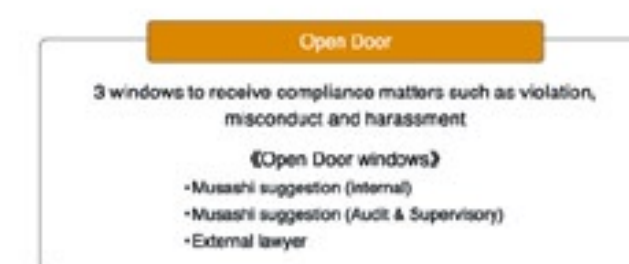 Open Door
3 windows to receive compliance matters such as violation,
misconduct and harassment
《Open Door windows》
・Musashi suggestion (internal)
・Musashi suggestion (Audit & Supervisory)
・External lawyer